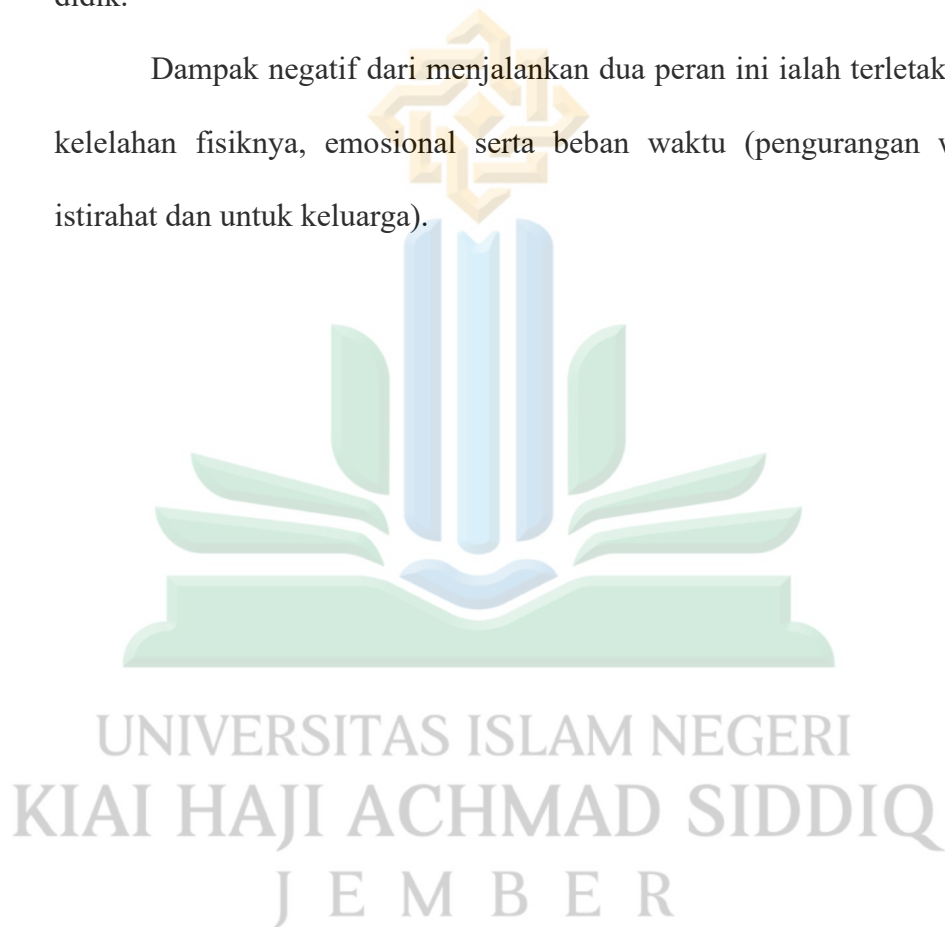 didik.
Dampak negatif dari menjalankan dua peran ini ialah terletak
kelelahan fisiknya, emosional serta beban waktu (pengurangan
istirahat dan untuk keluarga).
UNIVERSITAS ISLAM NEGERI
KIAI HAJI ACHMAD SIDDIQ
J E M B E R